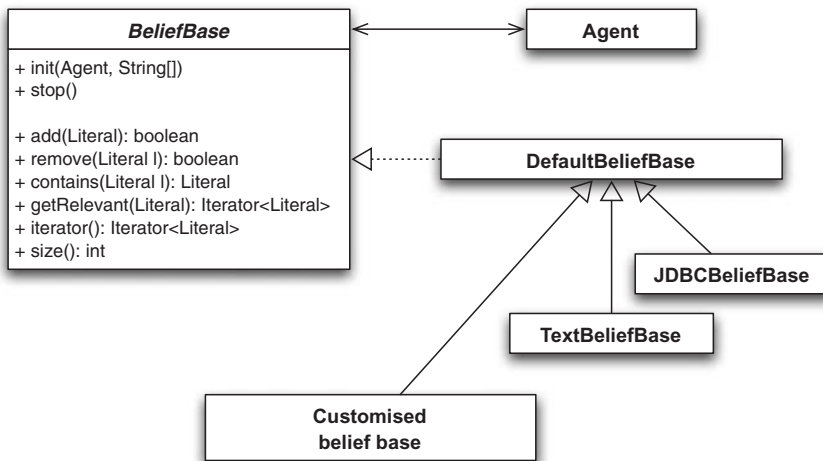 BeliefBase
+ init(Agent, String[])
+ stop()
+ add(Literal): boolean
+ remove(Literal l): boolean
+ contains(Literal l): Literal
+ getRelevant(Literal): Iterator<Literal>
+ iterator(): Iterator<Literal>
+ size(): int
Agent
DefaultBeliefBase
JDBCBeliefBase
TextBeliefBase
Customised
belief base